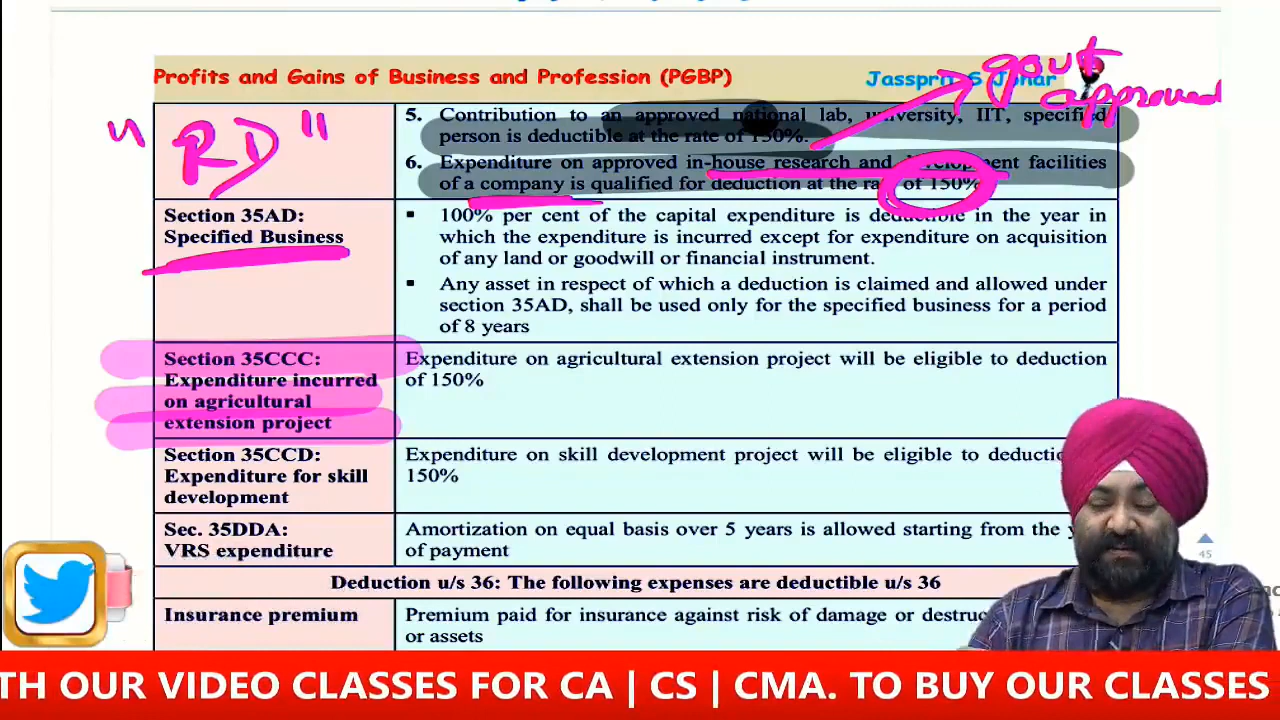 Profits and Gains of Business and Profession (PGBP)
Jassprit S Johar
govt
approved
" RD "
5. Contribution to an approved national lab, university, IIT, specified
person is deductible at the rate of 150%.
6. Expenditure on approved in-house research and development facilities
of a company is qualified for deduction at the rate of 150%
Section 35AD:
Specified Business
▪ 100% per cent of the capital expenditure is deductible in the year in
which the expenditure is incurred except for expenditure on acquisition
of any land or goodwill or financial instrument.
▪ Any asset in respect of which a deduction is claimed and allowed under
section 35AD, shall be used only for the specified business for a period
of 8 years
Section 35CCC:
Expenditure incurred
on agricultural
extension project
Expenditure on agricultural extension project will be eligible to deduction
of 150%
Section 35CCD:
Expenditure for skill
development
Expenditure on skill development project will be eligible to
150%
Sec. 35DDA:
VRS expenditure
Amortization on equal basis over 5 years is allowed starting from the
of payment
45
Deduction u/s 36: The following expenses are deductible u/s 36
Insurance premium
Premium paid for insurance against risk of damage or
or assets
TH OUR VIDEO CLASSES FOR CA | CS | CMA. TO BUY OUR CLASSES